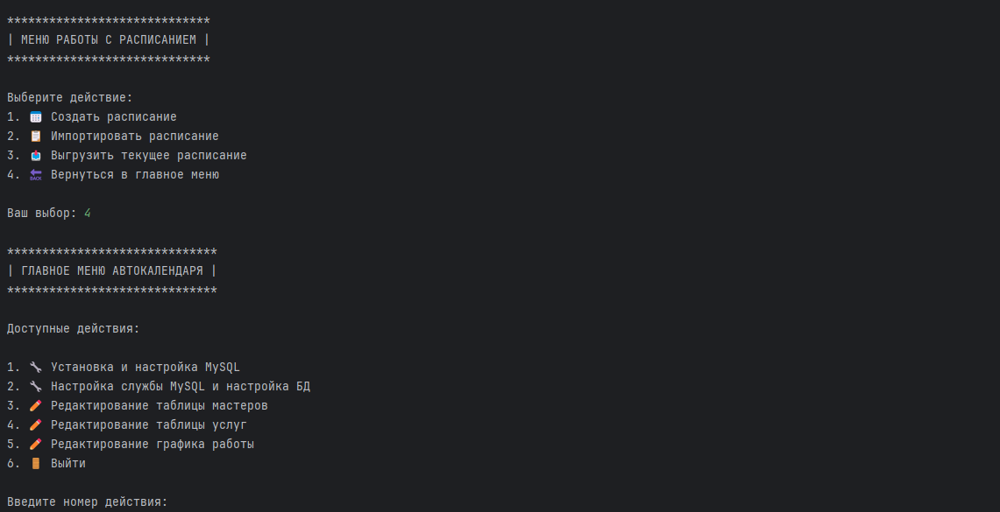 *****************************
| МЕНЮ РАБОТЫ С РАСПИСАНИЕМ |
*****************************
Выберите действие:
1. 📅 Создать расписание
2. 📋 Импортировать расписание
3. 📤 Выгрузить текущее расписание
4. 🔙 Вернуться в главное меню
Ваш выбор: 4
******************************
| ГЛАВНОЕ МЕНЮ АВТОКАЛЕНДАРЯ |
******************************
Доступные действия:
1. 🔧 Установка и настройка MySQL
2. 🔧 Настройка службы MySQL и настройка БД
3. ✏️ Редактирование таблицы мастеров
4. ✏️ Редактирование таблицы услуг
5. ✏️ Редактирование графика работы
6. 🚪 Выйти
Введите номер действия: